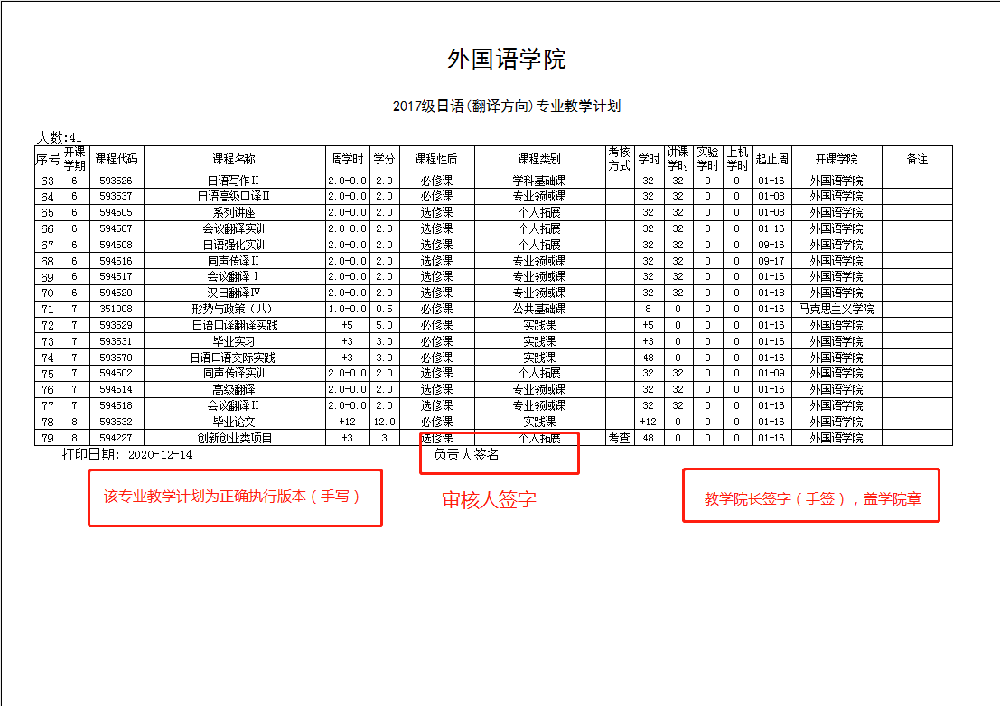 外国语学院
2017级日语(翻译方向)专业教学计划
人数:41
序号 开课学期 课程代码 课程名称 周学时 学分 课程性质 课程类别 考核方式 学时 讲课学时 实验学时 上机学时 起止周 开课学院 备注
63 6 593526 日语写作Ⅱ 2.0-0.0 2.0 必修课 学科基础课 32 32 0 0 01-16 外国语学院
64 6 593537 日语高级口译Ⅱ 2.0-0.0 2.0 必修课 专业领域课 32 32 0 0 01-08 外国语学院
65 6 594505 系列讲座 2.0-0.0 2.0 选修课 个人拓展 32 32 0 0 01-08 外国语学院
66 6 594507 会议翻译实训 2.0-0.0 2.0 选修课 个人拓展 32 32 0 0 01-16 外国语学院
67 6 594508 日语强化实训 2.0-0.0 2.0 选修课 个人拓展 32 32 0 0 09-16 外国语学院
68 6 594516 同声传译Ⅱ 2.0-0.0 2.0 选修课 专业领域课 32 32 0 0 09-17 外国语学院
69 6 594517 会议翻译Ⅰ 2.0-0.0 2.0 选修课 专业领域课 32 32 0 0 01-16 外国语学院
70 6 594520 汉日翻译Ⅳ 2.0-0.0 2.0 选修课 专业领域课 32 32 0 0 01-18 外国语学院
71 7 351008 形势与政策（八） 1.0-0.0 0.5 必修课 公共基础课 8 0 0 0 01-16 马克思主义学院
72 7 593529 日语口译翻译实践 +5 5.0 必修课 实践课 +5 0 0 0 01-16 外国语学院
73 7 593531 毕业实习 +3 3.0 必修课 实践课 +3 0 0 0 01-16 外国语学院
74 7 593570 日语口语交际实践 +3 3.0 必修课 实践课 48 0 0 0 01-16 外国语学院
75 7 594502 同声传译实训 2.0-0.0 2.0 选修课 个人拓展 32 32 0 0 01-09 外国语学院
76 7 594514 高级翻译 2.0-0.0 2.0 选修课 专业领域课 32 32 0 0 01-16 外国语学院
77 7 594518 会议翻译Ⅱ 2.0-0.0 2.0 选修课 专业领域课 32 32 0 0 01-16 外国语学院
78 8 593532 毕业论文 +12 12.0 必修课 实践课 +12 0 0 0 01-16 外国语学院
79 8 594227 创新创业类项目 +3 3 选修课 个人拓展 考查 48 0 0 0 01-16 外国语学院
打印日期: 2020-12-14 负责人签名__________
该专业教学计划为正确执行版本（手写） 审核人签字 教学院长签字（手签），盖学院章